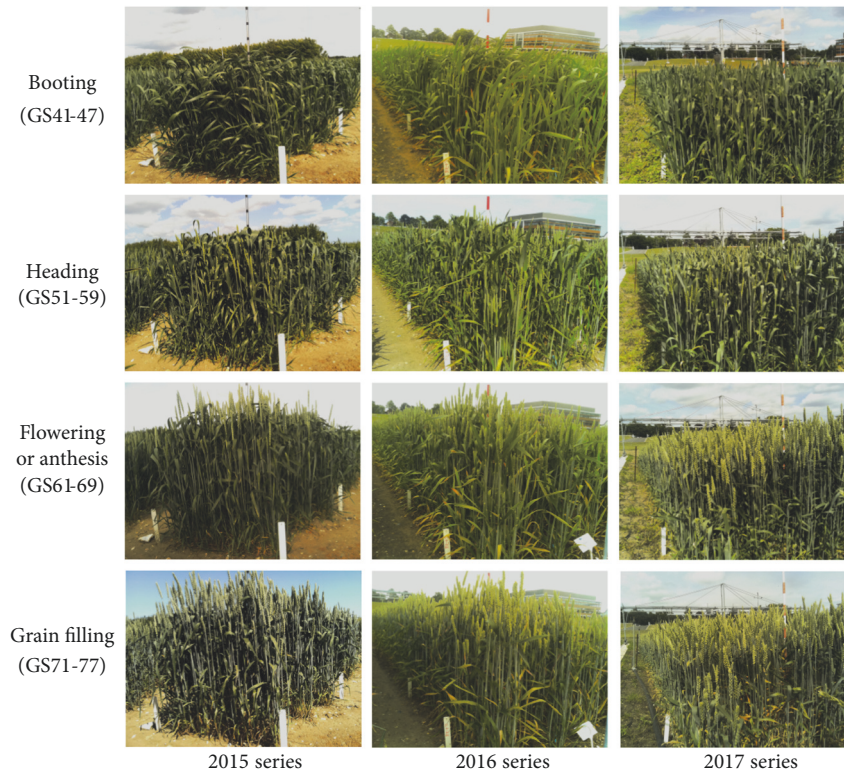 Booting
(GS41-47)
Heading
(GS51-59)
Flowering
or anthesis
(GS61-69)
Grain filling
(GS71-77)
2015 series
2016 series
2017 series